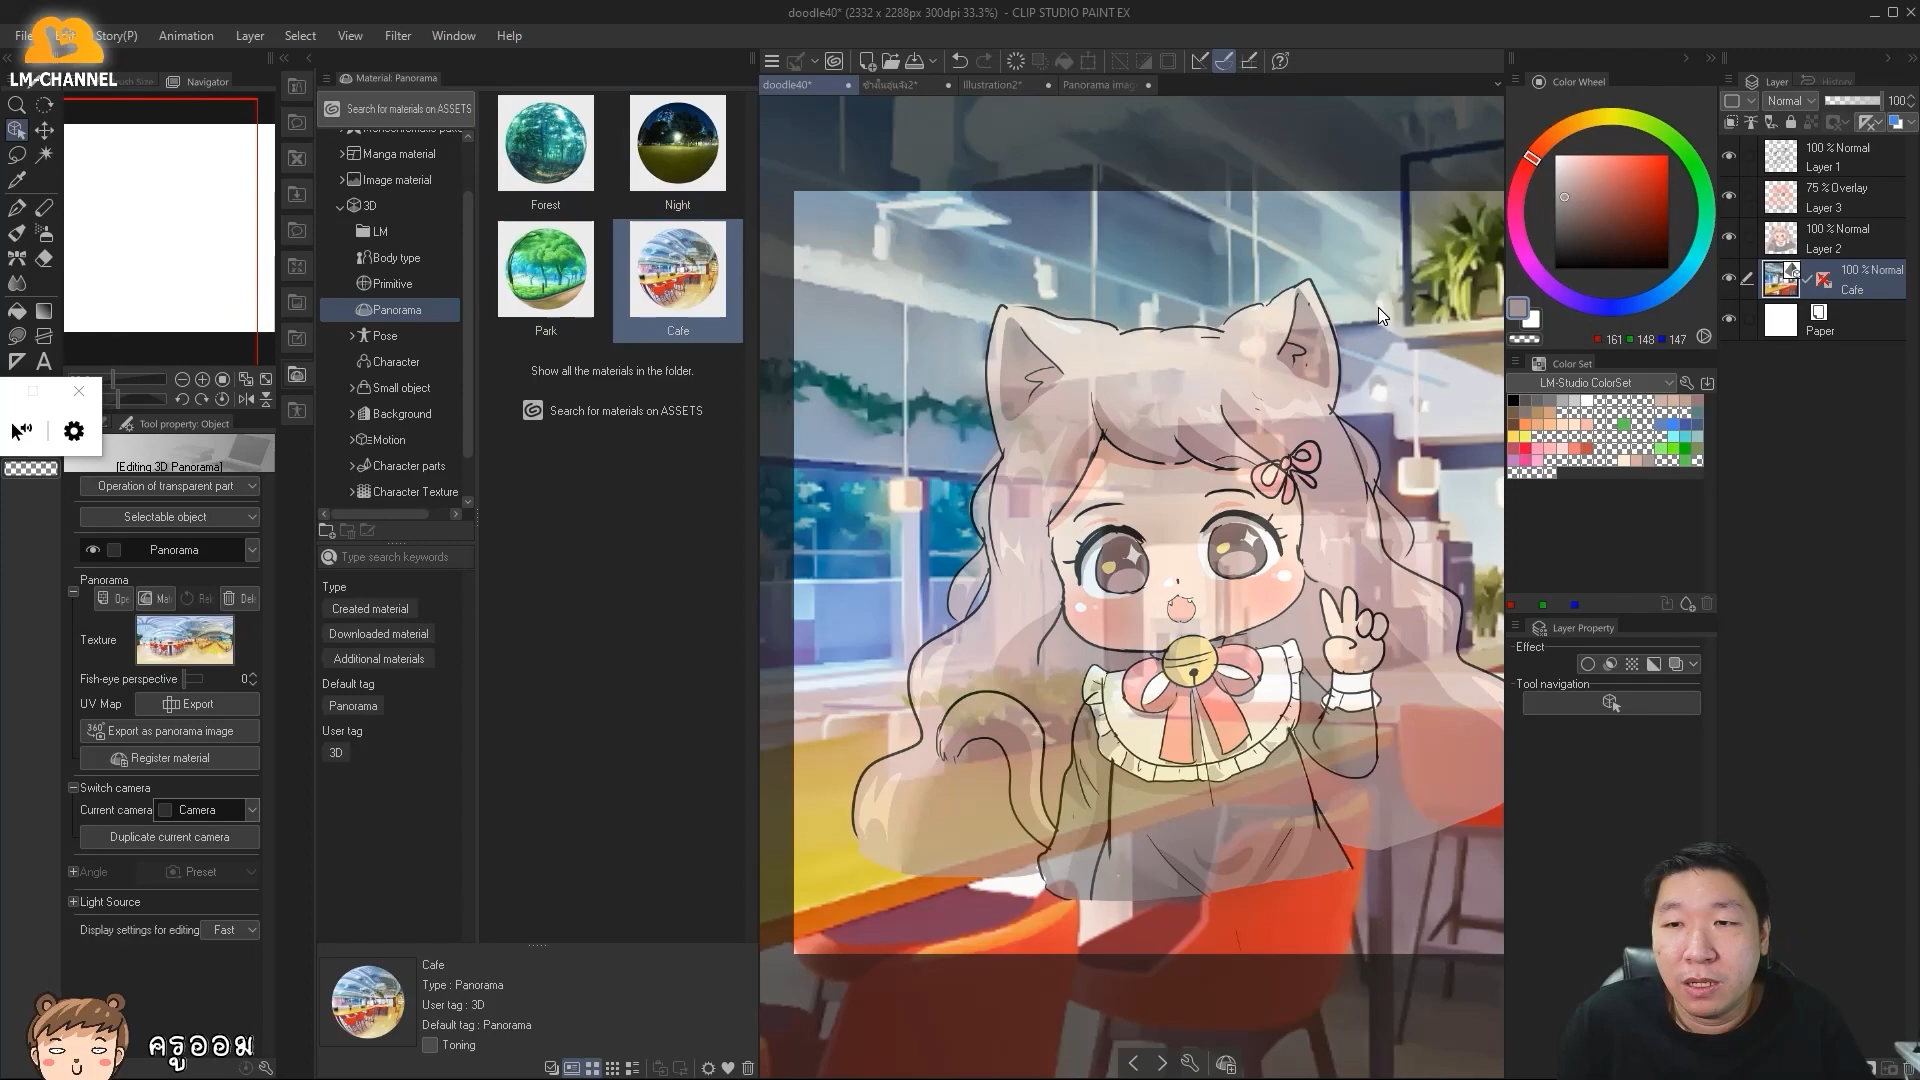 doodle40* (2332 x 2288px 300dpi 33.3%) - CLIP STUDIO PAINT EX
File
Story(P)
Animation
Layer
Select
View
Filter
Window
Help
LM-CHANNEL
Brush Size
Navigator
Material: Panorama
doodle40*
Illustration2*
Panorama imag
Color Wheel
Layer
History
Search for materials on ASSETS
Manga material
Image material
3D
LM
Body type
Primitive
Panorama
Pose
Character
Small object
Background
Motion
Character parts
Character Texture
Forest
Night
Park
Cafe
Show all the materials in the folder.
Search for materials on ASSETS
Type search keywords
Type
Created material
Downloaded material
Additional materials
Default tag
Panorama
User tag
3D
Cafe
Type : Panorama
User tag : 3D
Default tag : Panorama
Toning
Tool property: Object
[Editing 3D Panorama]
Operation of transparent part
Selectable object
Panorama
Panorama
Ope
Mat
Del
Texture
Fish-eye perspective
0
UV Map
Export
360°
Export as panorama image
Register material
Switch camera
Current camera
Camera
Duplicate current camera
Angle
Preset
Light Source
Display settings for editing
Fast
ครูออม
161
148
147
Color Set
LM-Studio ColorSet
Layer Property
Effect
Tool navigation
Normal
100
100 % Normal
Layer 1
75 % Overlay
Layer 3
100 % Normal
Layer 2
100 % Normal
Cafe
Paper